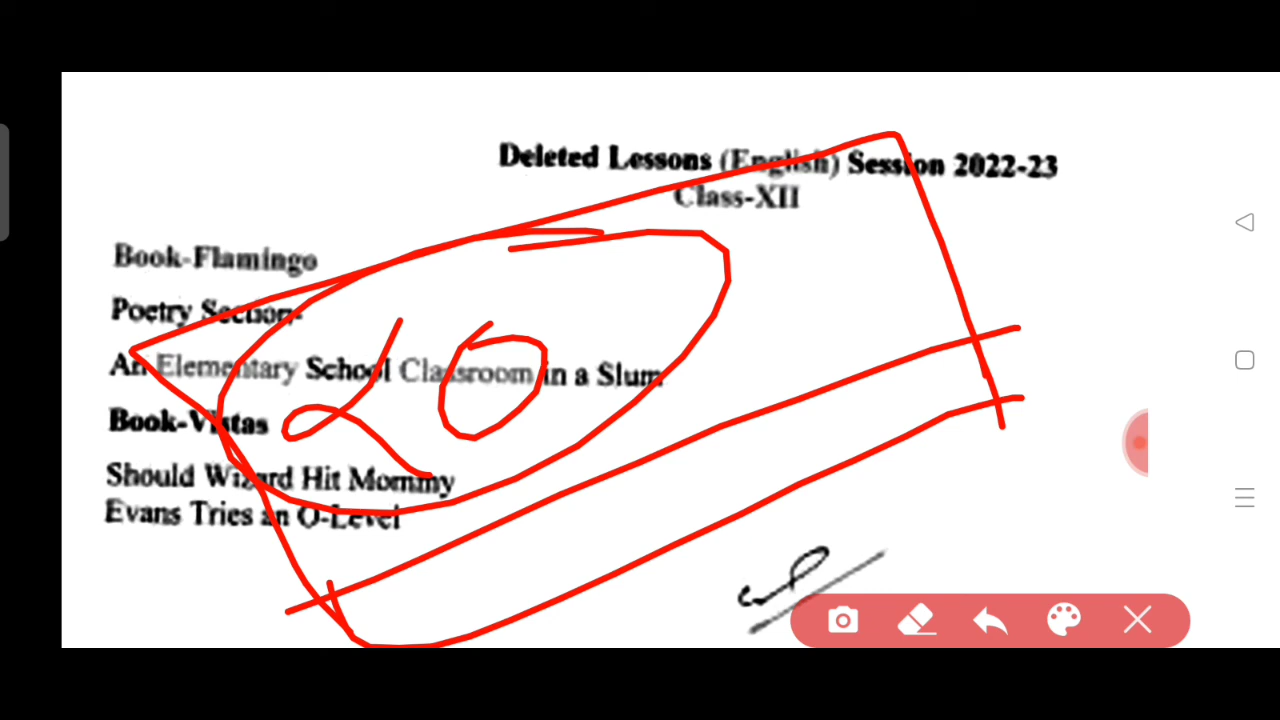 Deleted Lessons (English) Session 2022-23
Class-XII
Book-Flamingo
Poetry Section-
An Elementary School Classroom in a Slum
Book-Vistas
Should Wizard Hit Mommy
Evans Tries an O-Level
20